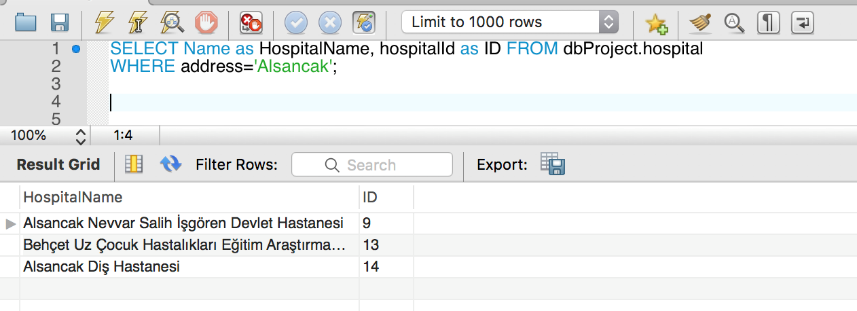 Limit to 1000 rows
1 SELECT Name as HospitalName, hospitalId as ID FROM dbProject.hospital
2 WHERE address='Alsancak';
3
4
5
100% 1:4
Result Grid Filter Rows: Search Export:
HospitalName ID
Alsancak Nevvar Salih İşgören Devlet Hastanesi 9
Behçet Uz Çocuk Hastalıkları Eğitim Araştırma... 13
Alsancak Diş Hastanesi 14